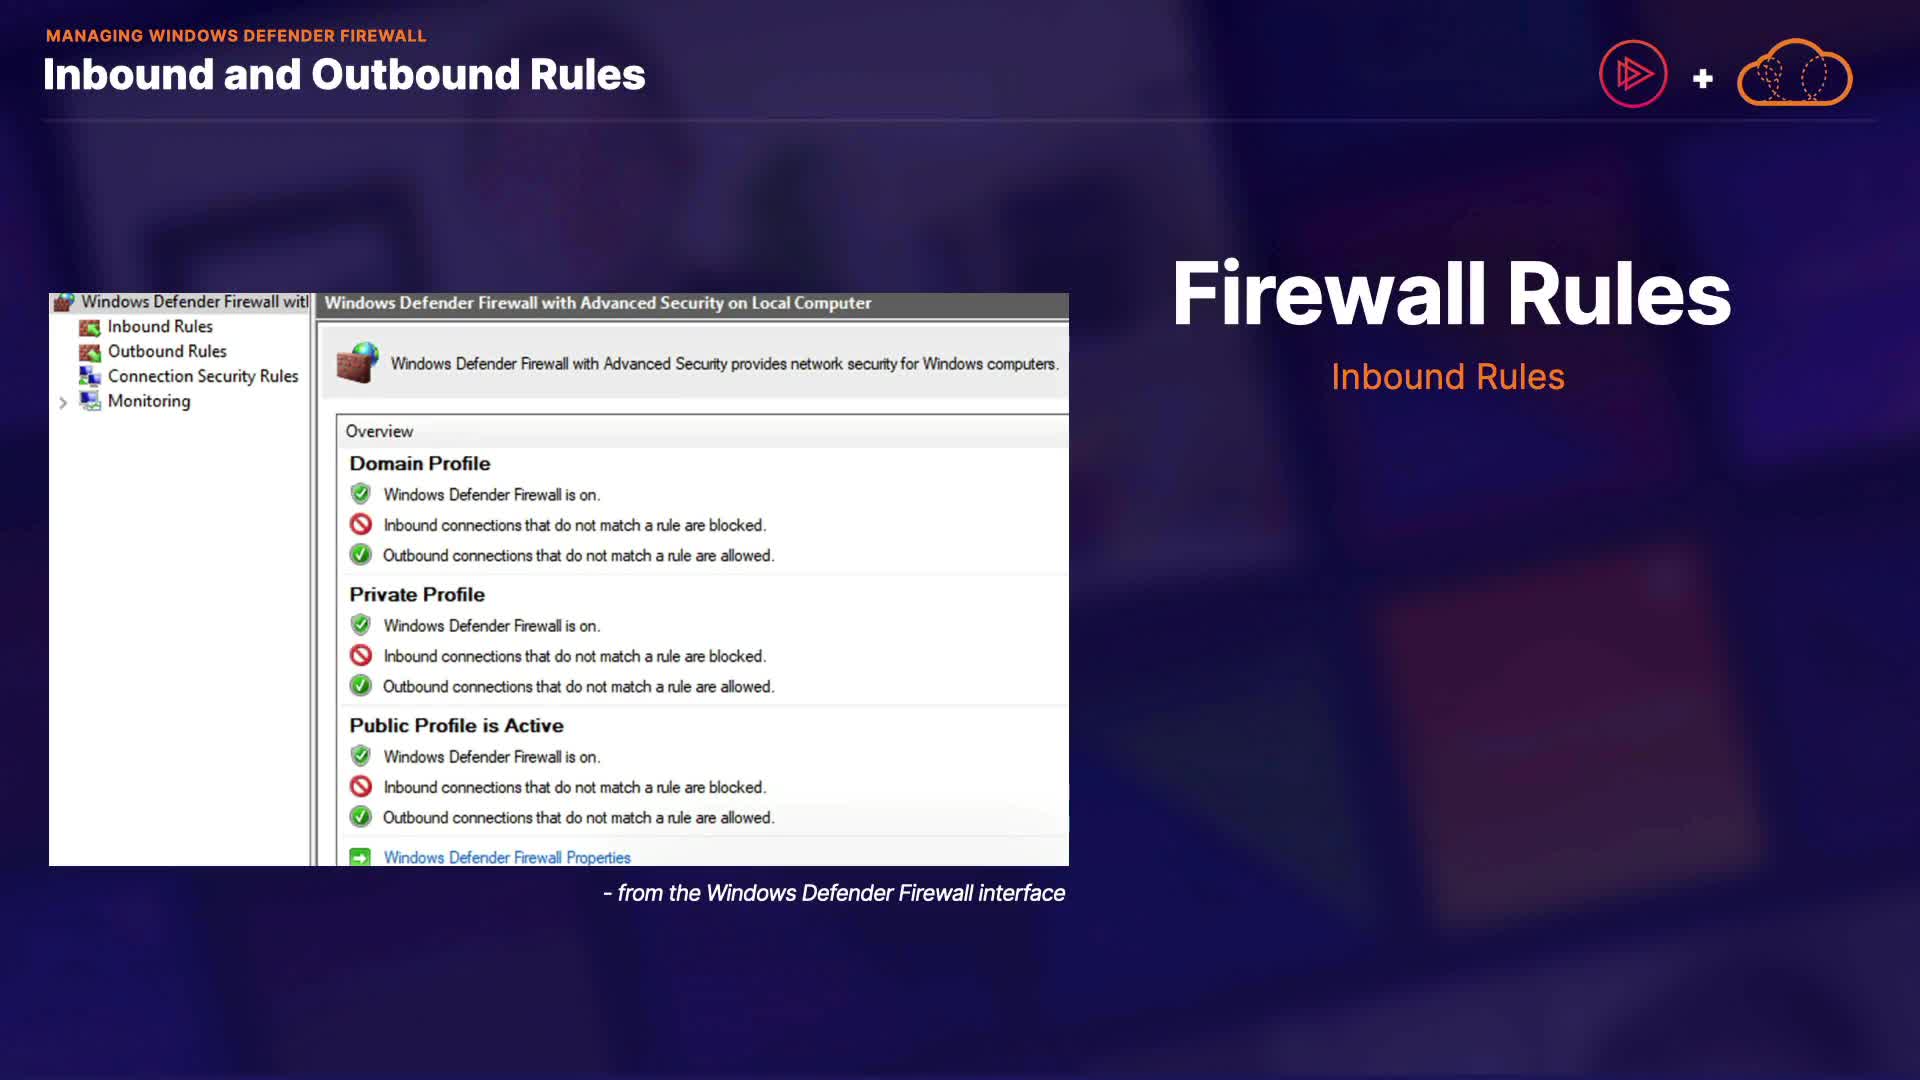 MANAGING WINDOWS DEFENDER FIREWALL
Inbound and Outbound Rules
Windows Defender Firewall witl
Inbound Rules
Outbound Rules
Connection Security Rules
Monitoring
Windows Defender Firewall with Advanced Security on Local Computer
Windows Defender Firewall with Advanced Security provides network security for Windows computers.
Overview
Domain Profile
Windows Defender Firewall is on.
Inbound connections that do not match a rule are blocked.
Outbound connections that do not match a rule are allowed.
Private Profile
Windows Defender Firewall is on.
Inbound connections that do not match a rule are blocked.
Outbound connections that do not match a rule are allowed.
Public Profile is Active
Windows Defender Firewall is on.
Inbound connections that do not match a rule are blocked.
Outbound connections that do not match a rule are allowed.
Windows Defender Firewall Properties
- from the Windows Defender Firewall interface
Firewall Rules
Inbound Rules